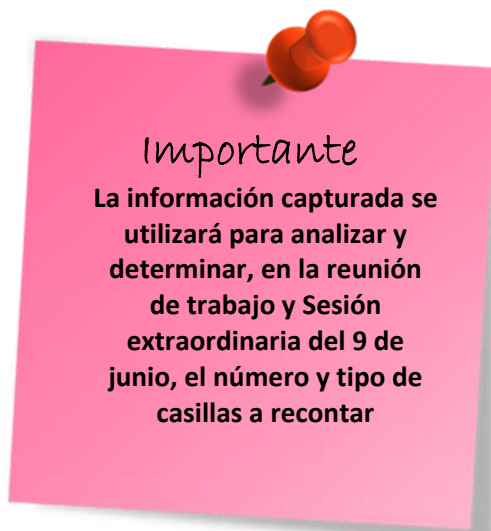 Importante
La información capturada se
utilizará para analizar y
determinar, en la reunión
de trabajo y Sesión
extraordinaria del 9 de
junio, el número y tipo de
casillas a recontar